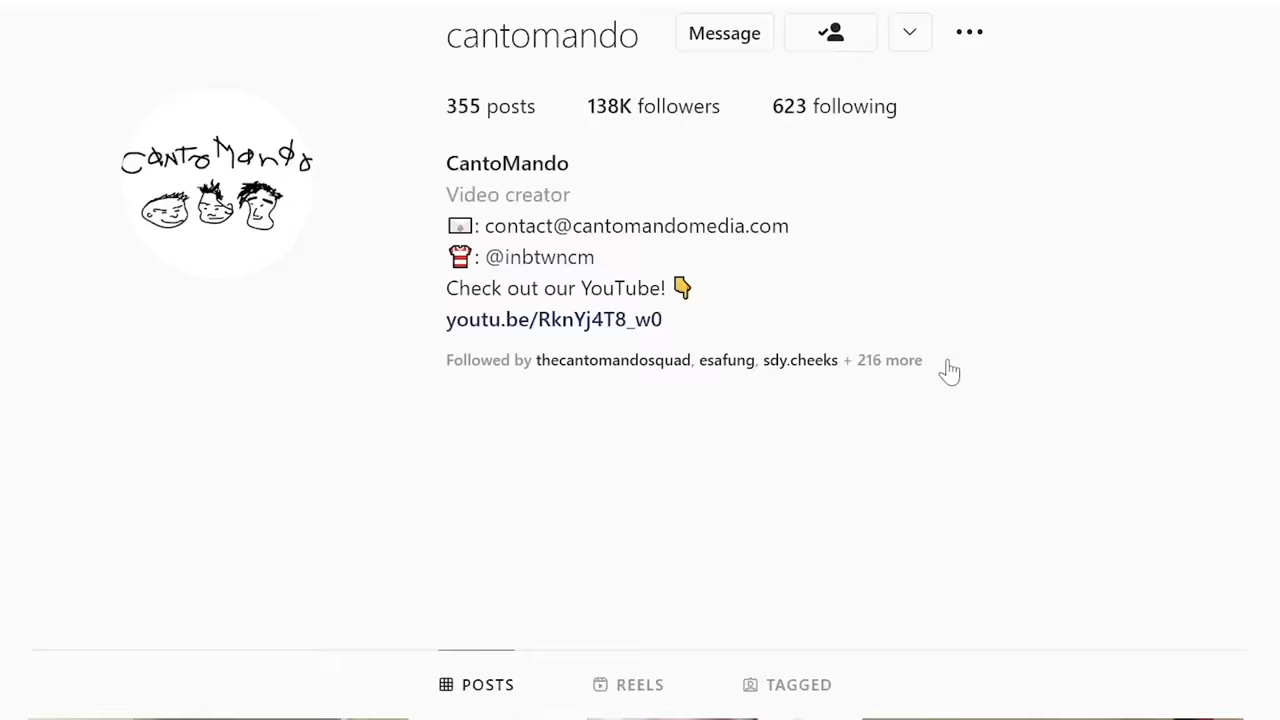 cantomando Message
355 posts 138K followers 623 following
CantoMando
CantoMando
Video creator
: contact@cantomandomedia.com
: @inbtwncm
Check out our YouTube! 👇
youtu.be/RknYj4T8_w0
Followed by thecantomandosquad, esafung, sdy.cheeks + 216 more
POSTS REELS TAGGED